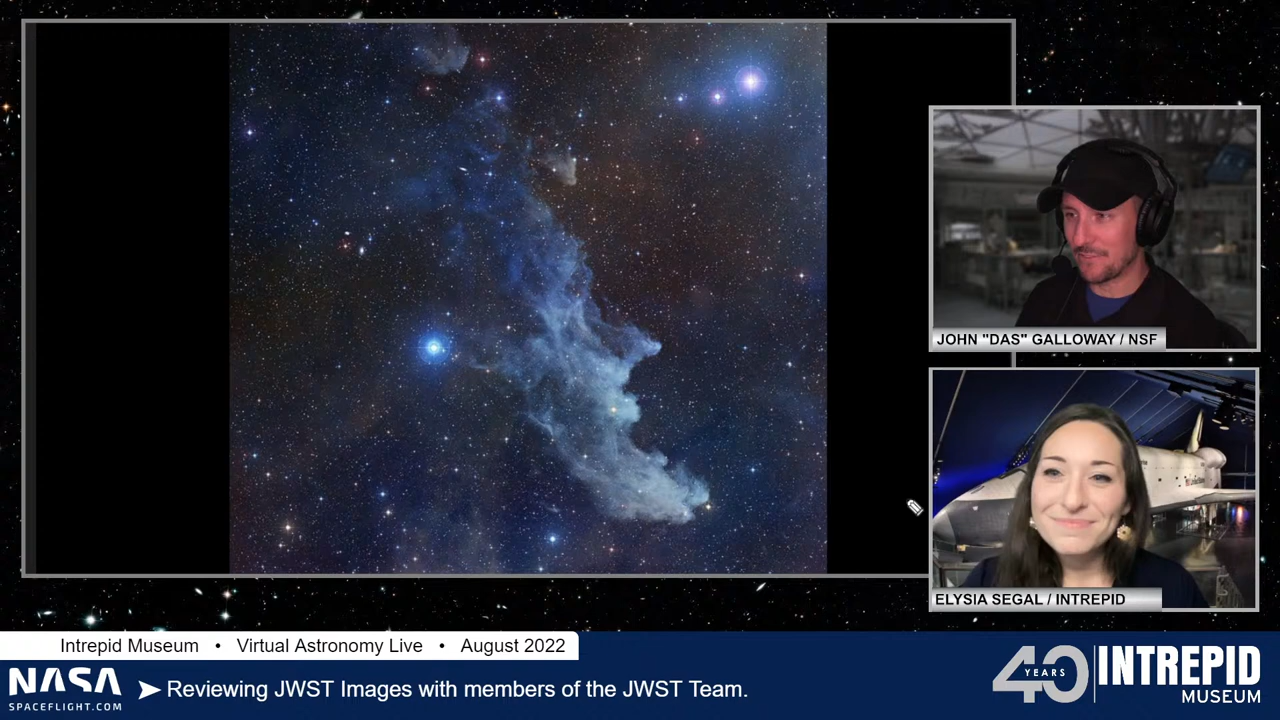 JOHN "DAS" GALLOWAY / NSF
ELYSIA SEGAL / INTREPID
Intrepid Museum • Virtual Astronomy Live • August 2022
NASA
SPACEFLIGHT.COM
Reviewing JWST Images with members of the JWST Team.
40
YEARS
INTREPID
MUSEUM